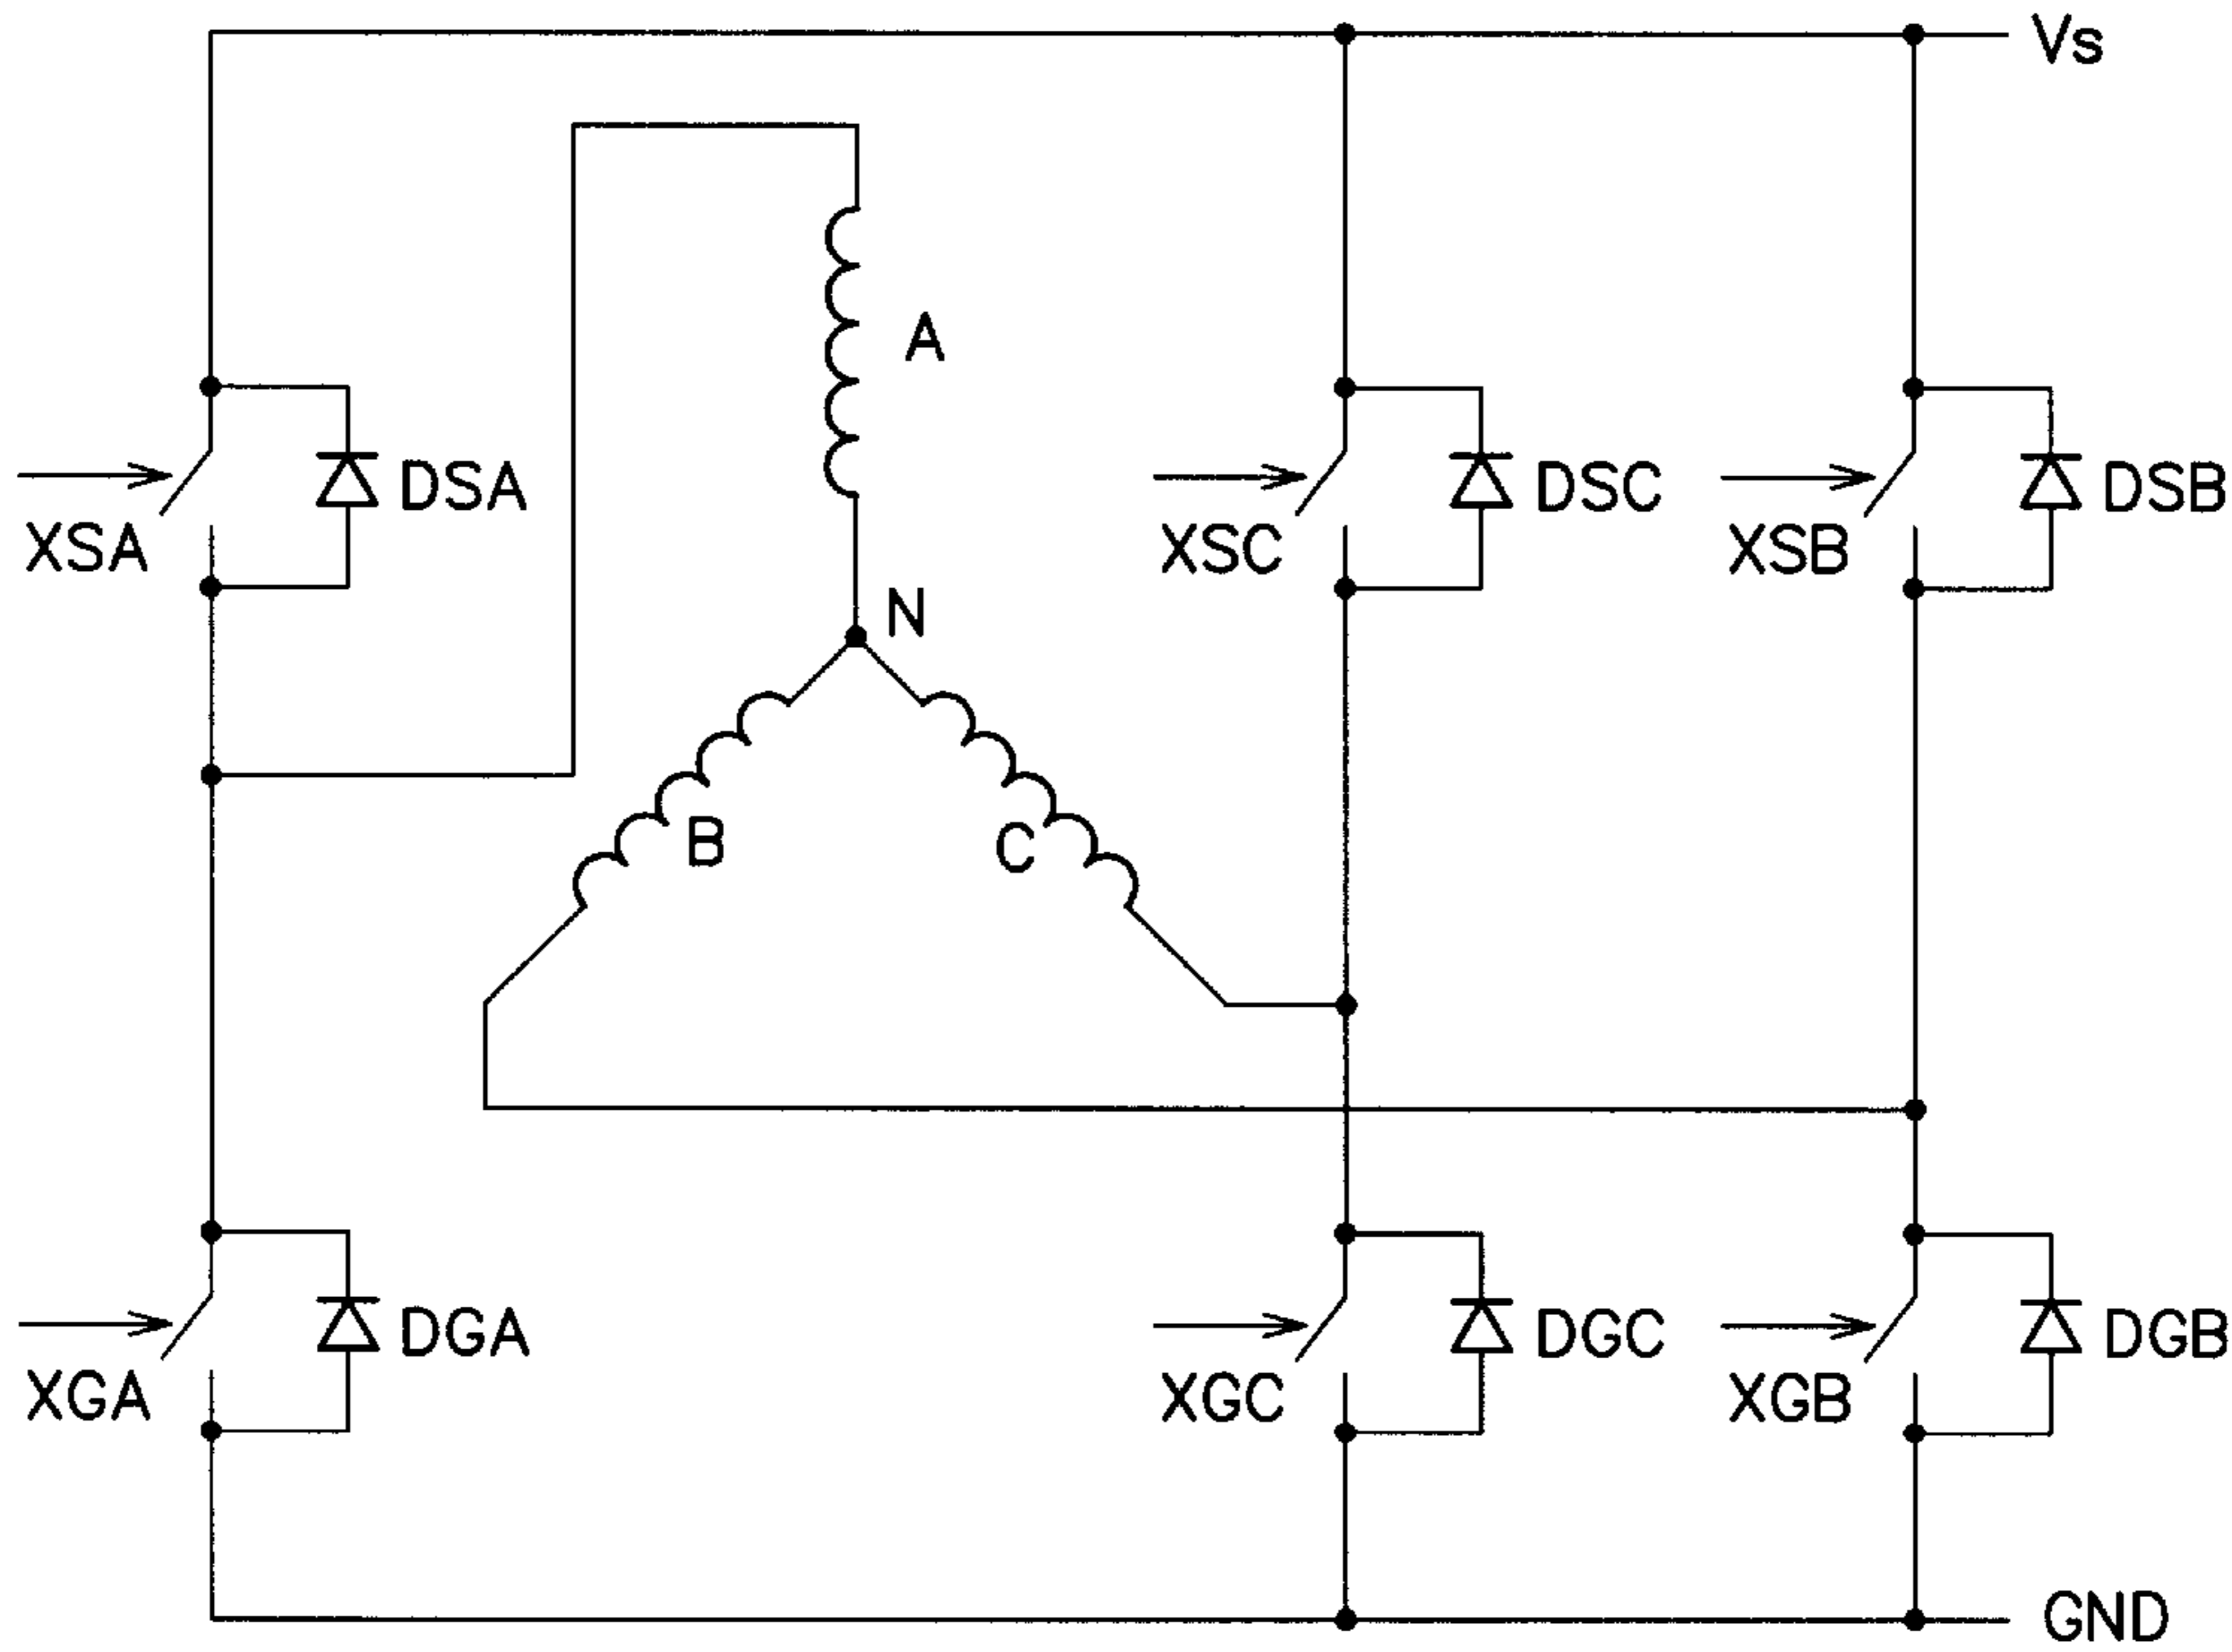 Vs
A
DSA
DSC
DSB
XSA
XSC
XSB
N
B
C
DGA
DGC
DGB
XGA
XGC
XGB
GND